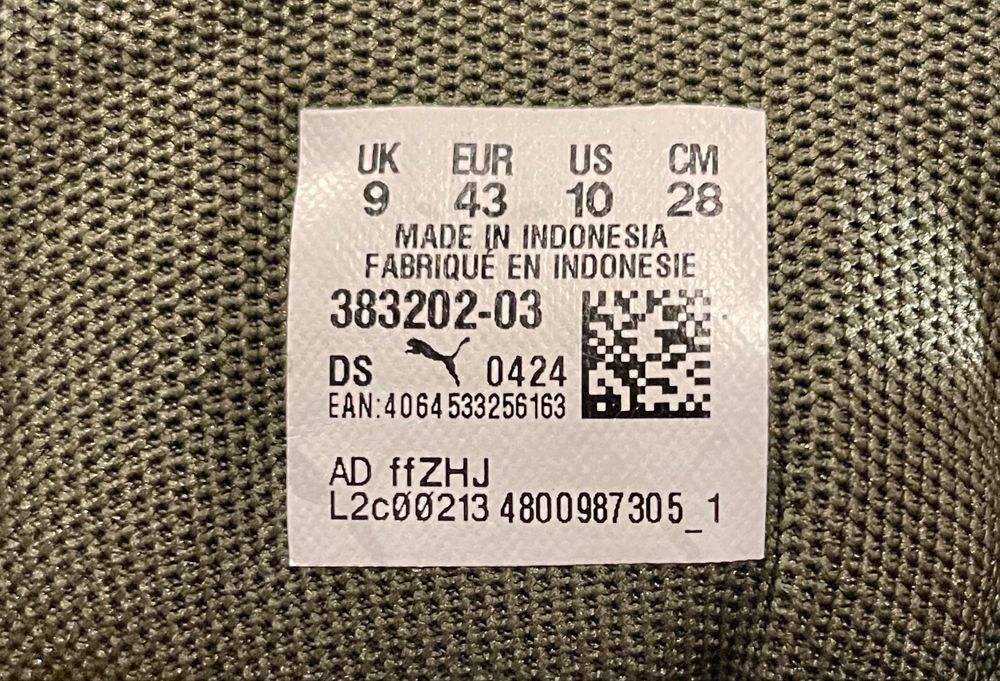 UK EUR US CM
9 43 10 28
MADE IN INDONESIA
FABRIQUÉ EN INDONESIE
383202-03
DS 0424
EAN:4064533256163
AD ffZHJ
L2cØØ213 4800987305_1